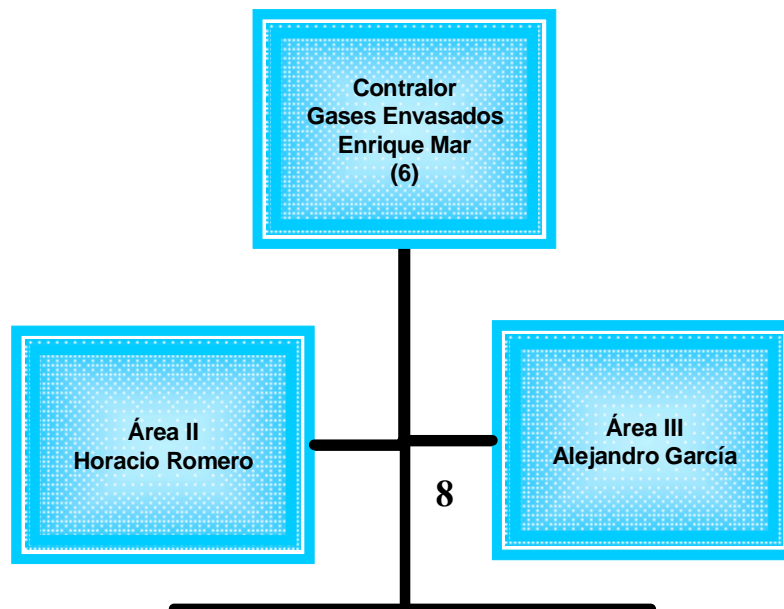 Contralor
Gases Envasados
Enrique Mar
(6)
Área II
Horacio Romero
Área III
Alejandro García
8